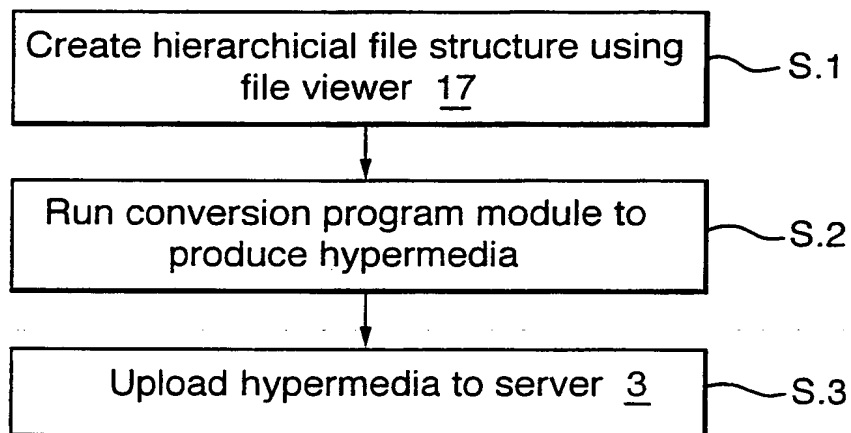 Create hierarchicial file structure using
file viewer 17
S.1
Run conversion program module to
produce hypermedia
S.2
Upload hypermedia to server 3
S.3